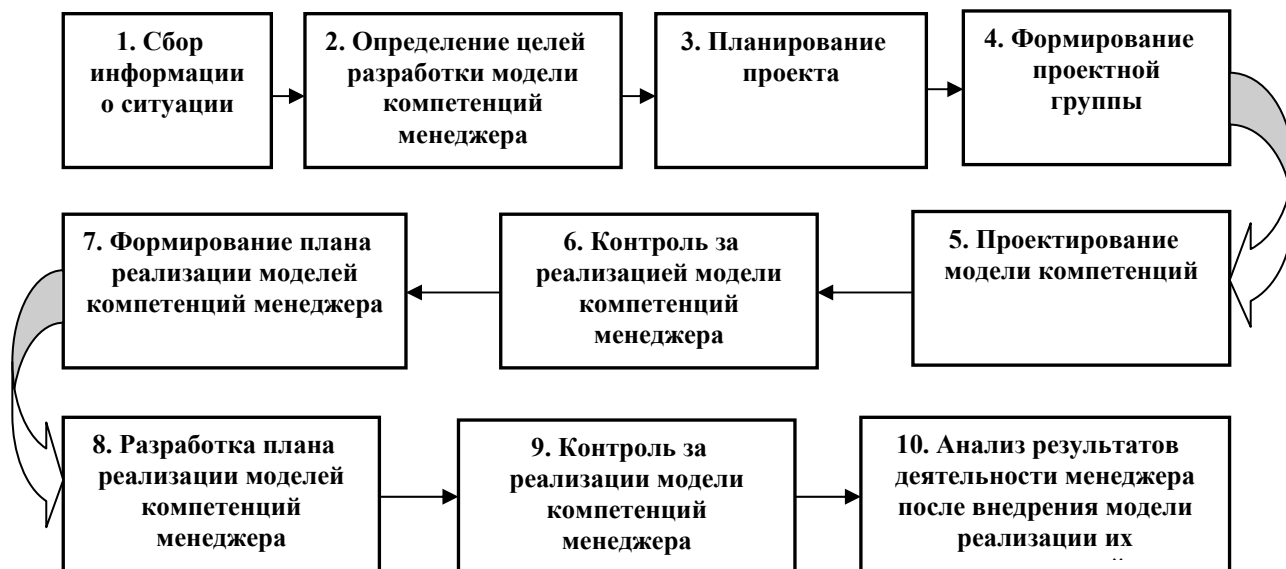 1. Сбор
информации
о ситуации
2. Определение целей
разработки модели
компетенций
менеджера
3. Планирование
проекта
4. Формирование
проектной
группы
5. Проектирование
модели компетенций
6. Контроль за
реализацией модели
компетенций
менеджера
7. Формирование плана
реализации моделей
компетенций менеджера
8. Разработка плана
реализации моделей
компетенций
менеджера
9. Контроль за
реализации модели
компетенций
менеджера
10. Анализ результатов
деятельности менеджера
после внедрения модели
реализации их